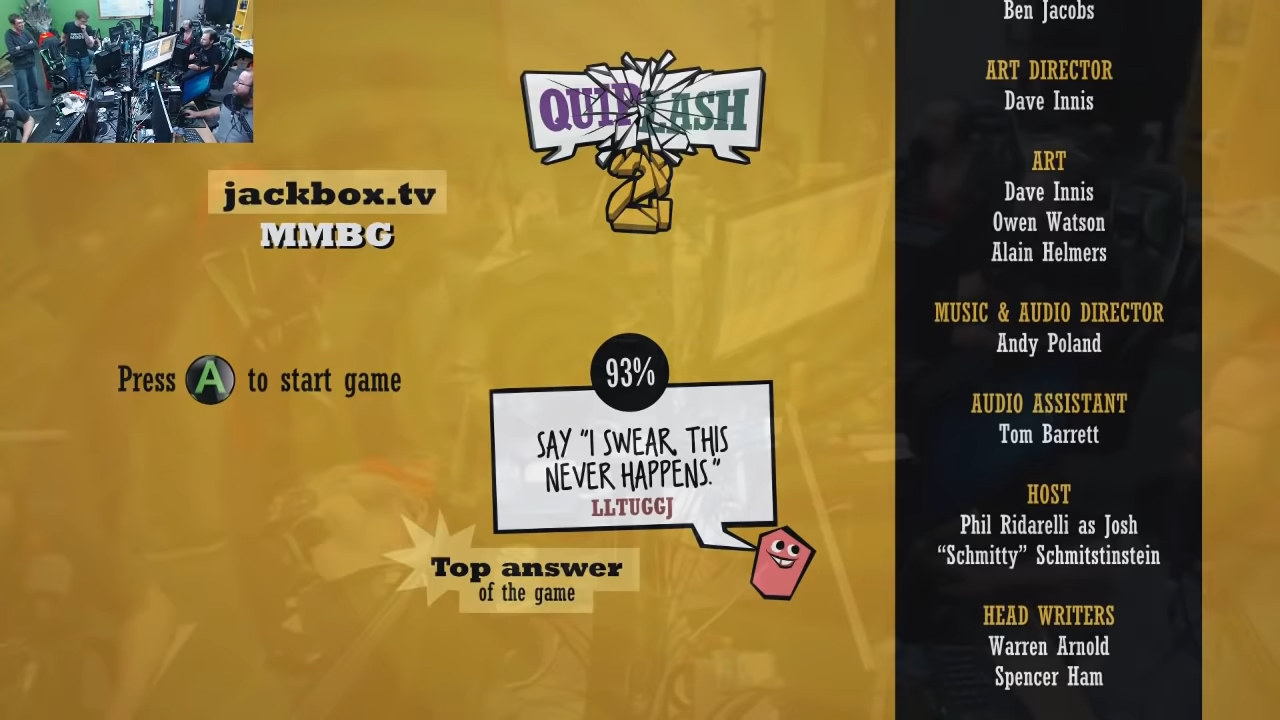 QUIPLASH
2
jackbox.tv
MMBG
Press A to start game
93%
SAY "I SWEAR, THIS
NEVER HAPPENS."
LLTUGGJ
Top answer
of the game
Ben Jacobs
ART DIRECTOR
Dave Innis
ART
Dave Innis
Owen Watson
Alain Helmers
MUSIC & AUDIO DIRECTOR
Andy Poland
AUDIO ASSISTANT
Tom Barrett
HOST
Phil Ridarelli as Josh
“Schmitty” Schmitstinstein
HEAD WRITERS
Warren Arnold
Spencer Ham